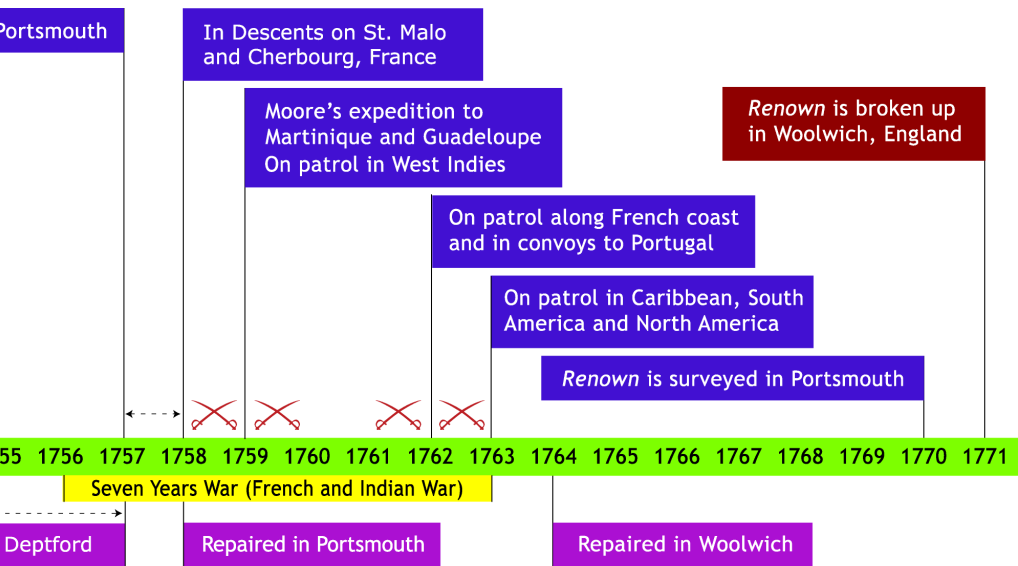 Portsmouth
In Descents on St. Malo
and Cherbourg, France
Moore’s expedition to
Martinique and Guadeloupe
On patrol in West Indies
Renown is broken up
in Woolwich, England
On patrol along French coast
and in convoys to Portugal
On patrol in Caribbean, South
America and North America
Renown is surveyed in Portsmouth
55 1756 1757 1758 1759 1760 1761 1762 1763 1764 1765 1766 1767 1768 1769 1770 1771
Seven Years War (French and Indian War)
Deptford
Repaired in Portsmouth
Repaired in Woolwich